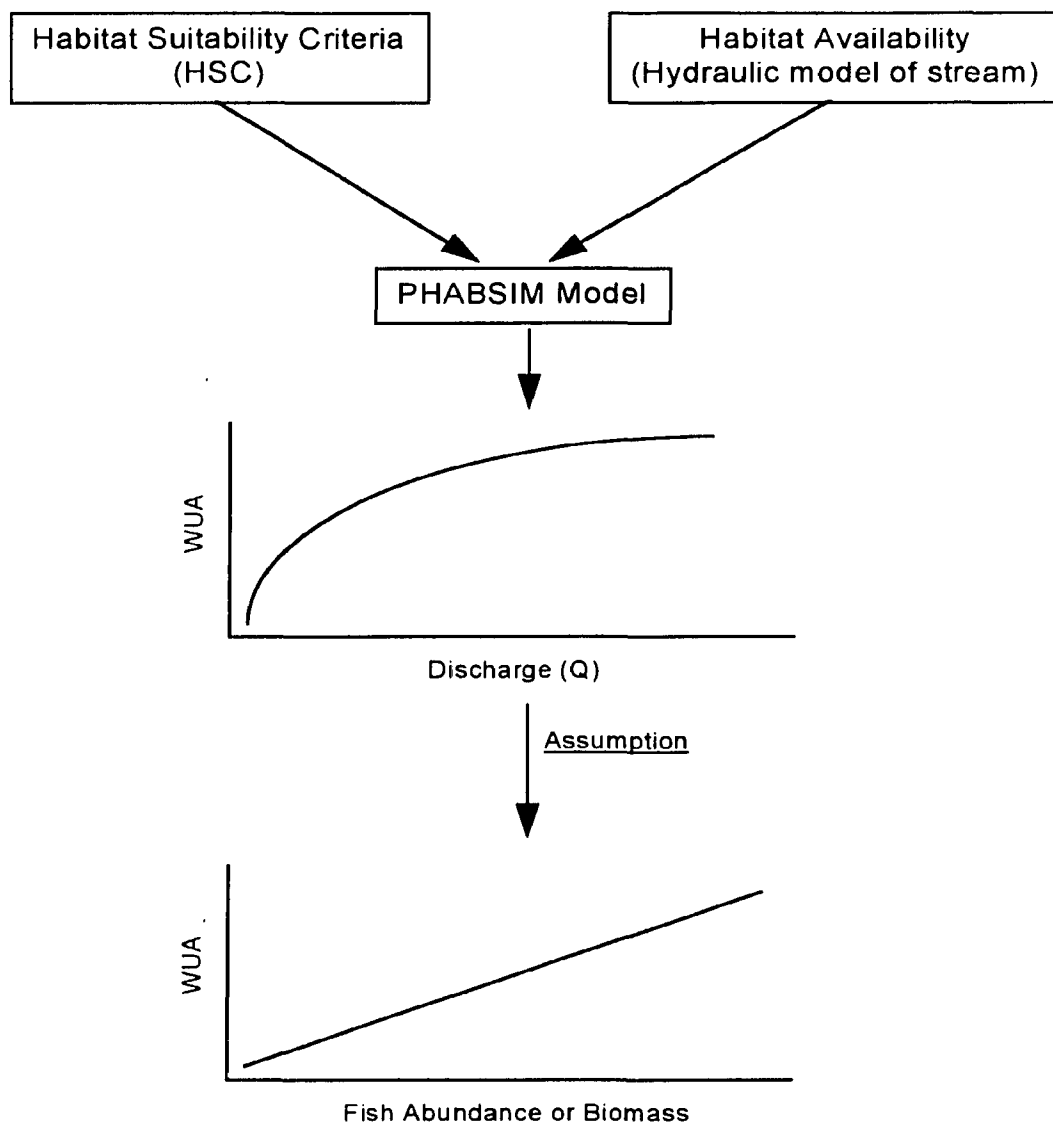 Habitat Suitability Criteria
(HSC)
Habitat Availability
(Hydraulic model of stream)
PHABSIM Model
WUA
Discharge (Q)
Assumption
WUA
Fish Abundance or Biomass